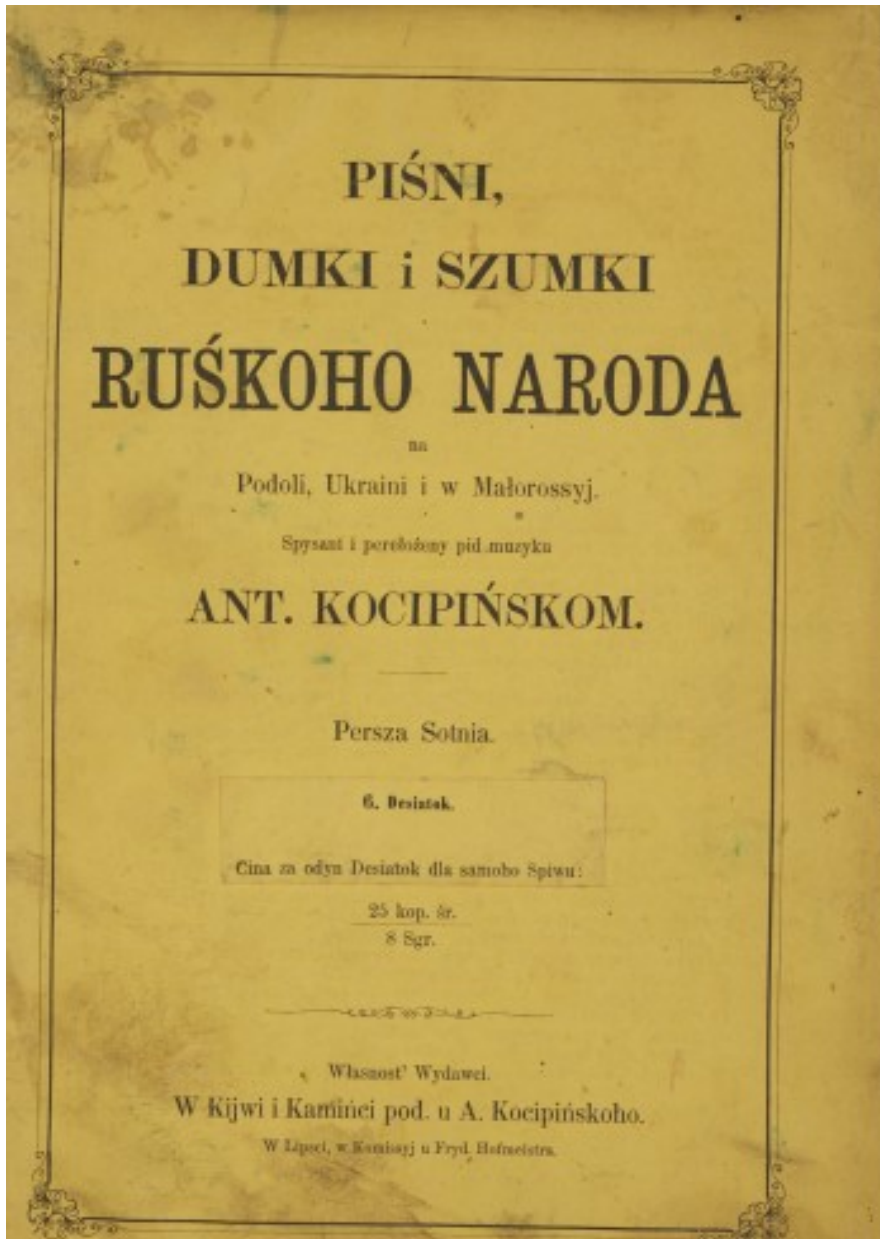 PIŚNI,
DUMKI i SZUMKI
RUŚKOHO NARODA
na
Podoli, Ukraini i w Małorossyj.
Spysani i perełożeny pid muzyku
ANT. KOCIPIŃSKOM.
Persza Sotnia.
6. Desiatok.
Cina za odyn Desiatok dla samoho Śpiwu:
25 kop. śr.
8 Sgr.
Własnost' Wydawci.
W Kijwi i Kamińci pod. u A. Kocipińskoho.
W Lipsci, w Komissyj u Fryd. Hofmeistra.